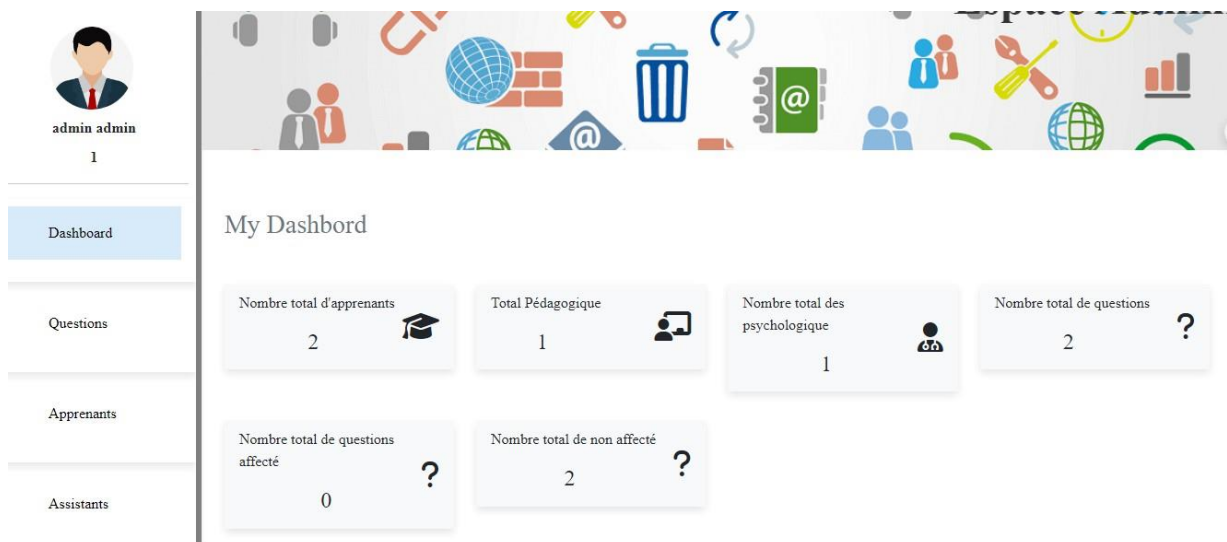 Espace Admin
admin admin
1
Dashboard
Questions
Apprenants
Assistants
My Dashbord
Nombre total d'apprenants
2
Total Pédagogique
1
Nombre total des
psychologique
1
Nombre total de questions
2
Nombre total de questions
affecté
0
Nombre total de non affecté
2